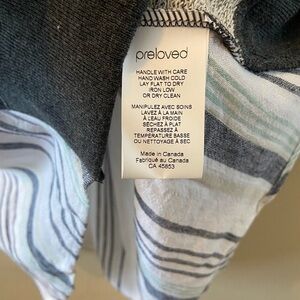 preloved
HANDLE WITH CARE
HAND WASH COLD
LAY FLAT TO DRY
IRON LOW
OR DRY CLEAN
MANIPULEZ AVEC SOINS
LAVEZ À LA MAIN
À L'EAU FROIDE
SÉCHEZ À PLAT
REPASSEZ À
TEMPÉRATURE BASSE
OU NETTOYAGE À SEC
Made in Canada
Fabriqué au Canada
CA 45853